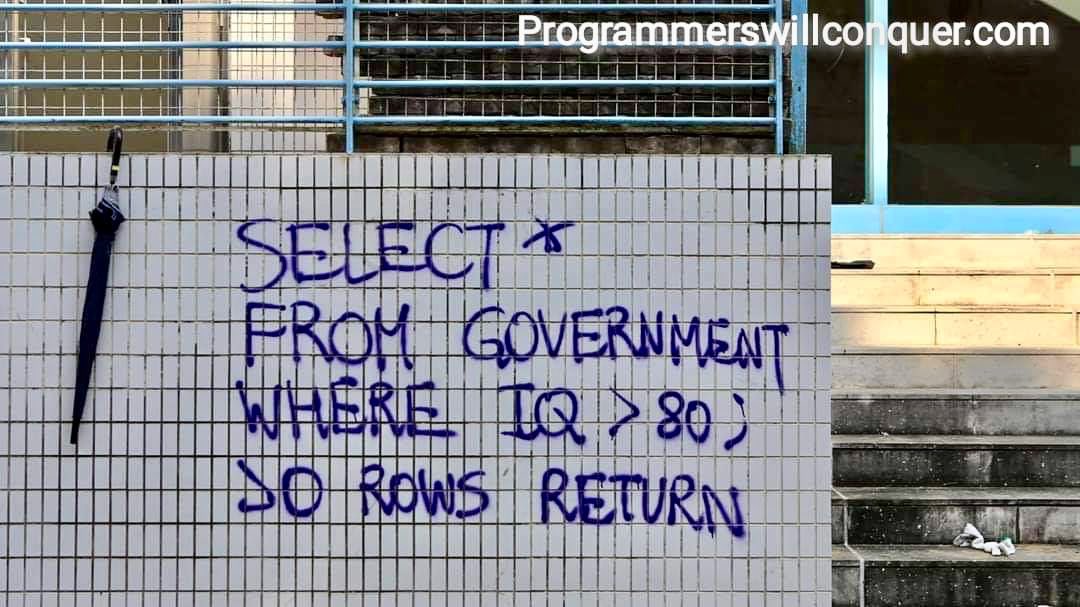 Programmerswillconquer.com
SELECT *
FROM GOVERNMENT
WHERE IQ > 80;
>0 ROWS RETURN